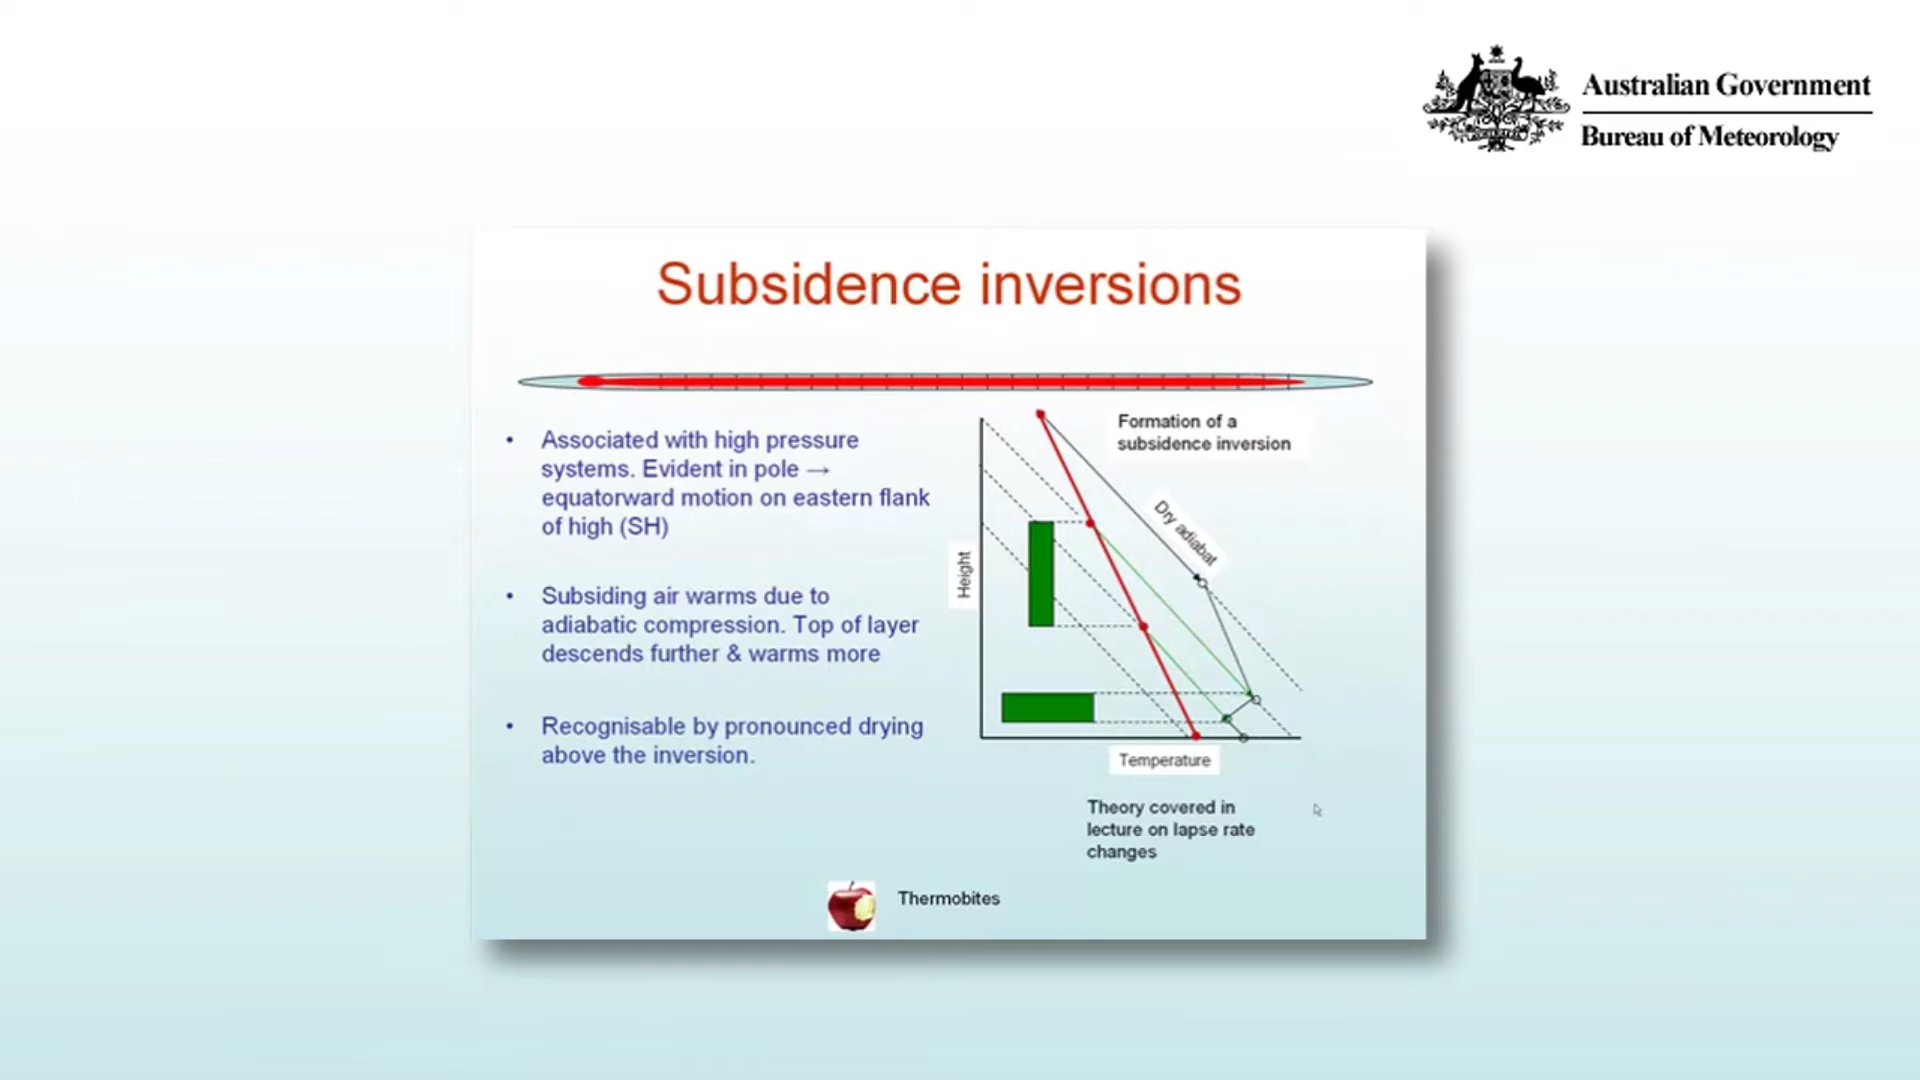 Australian Government
Bureau of Meteorology
Subsidence inversions
• Associated with high pressure
systems. Evident in pole →
equatorward motion on eastern flank
of high (SH)
• Subsiding air warms due to
adiabatic compression. Top of layer
descends further & warms more
• Recognisable by pronounced drying
above the inversion.
Formation of a
subsidence inversion
Dry adiabat
Height
Temperature
Theory covered in
lecture on lapse rate
changes
Thermobites